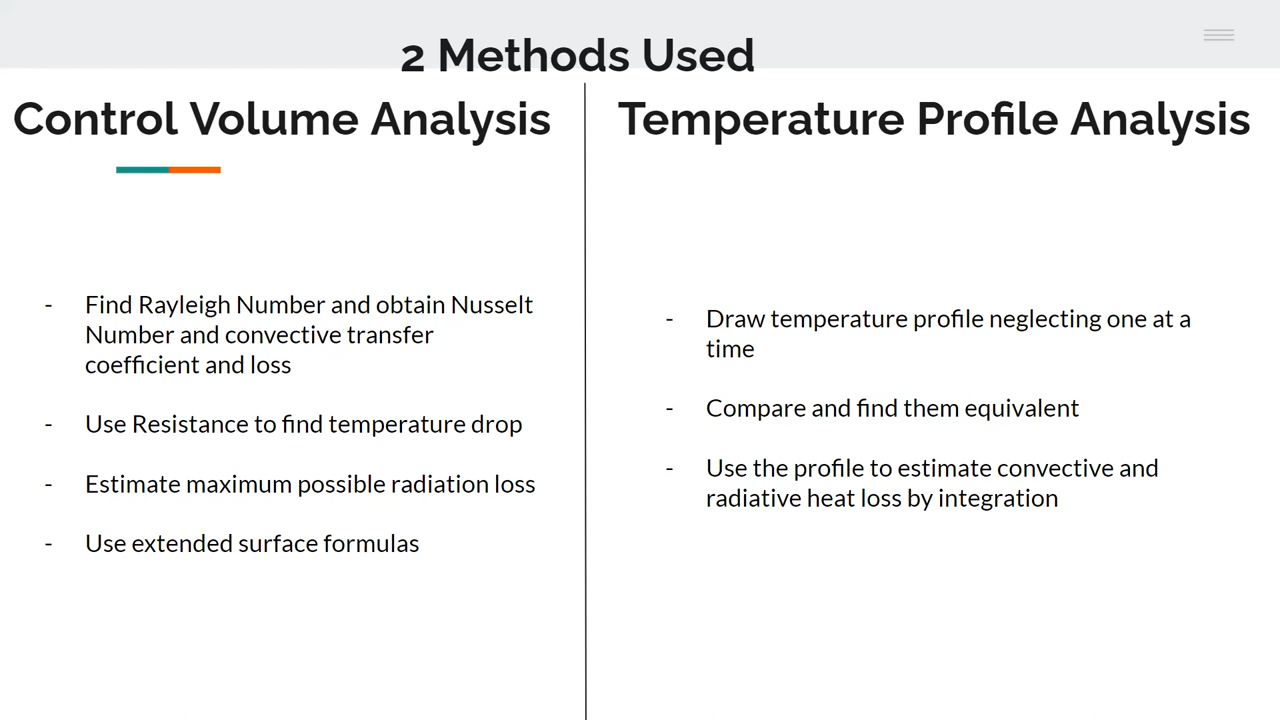 2 Methods Used
Control Volume Analysis
- Find Rayleigh Number and obtain Nusselt
Number and convective transfer
coefficient and loss
- Use Resistance to find temperature drop
- Estimate maximum possible radiation loss
- Use extended surface formulas
Temperature Profile Analysis
- Draw temperature profile neglecting one at a
time
- Compare and find them equivalent
- Use the profile to estimate convective and
radiative heat loss by integration